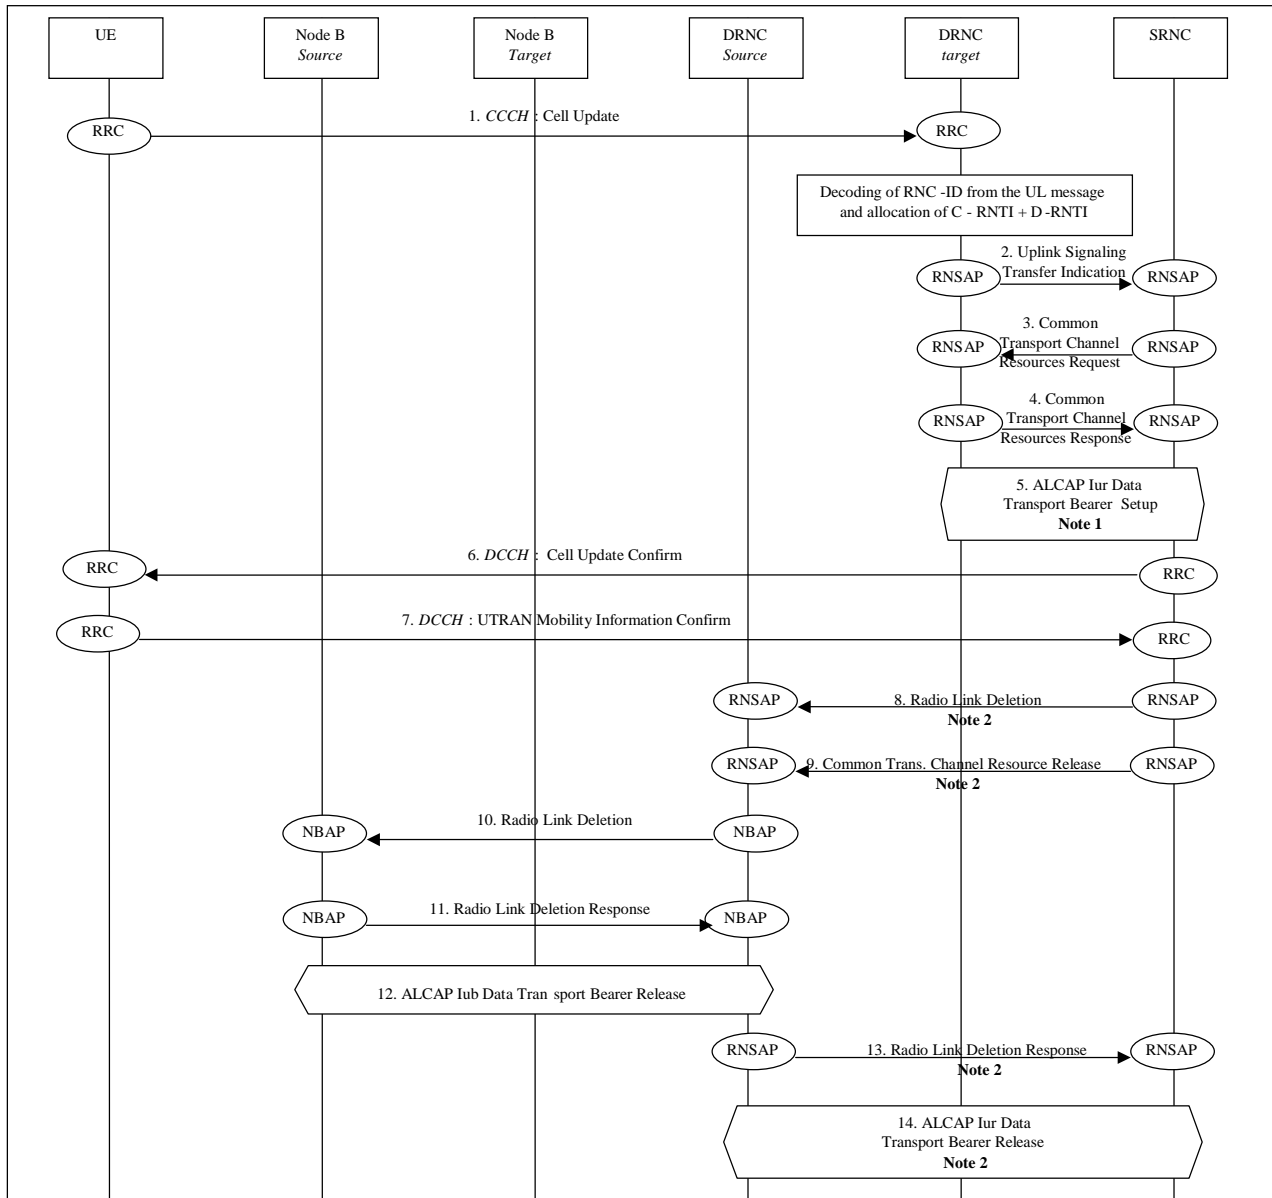 UE
Node B
Source
Node B
Target
DRNC
Source
DRNC
target
SRNC
1. CCCH : Cell Update
RRC
RRC
Decoding of RNC -ID from the UL message
and allocation of C - RNTI + D -RNTI
2. Uplink Signaling
Transfer Indication
RNSAP
RNSAP
3. Common
Transport Channel
Resources Request
RNSAP
RNSAP
4. Common
Transport Channel
Resources Response
RNSAP
RNSAP
5. ALCAP Iur Data
Transport Bearer Setup
Note 1
6. DCCH : Cell Update Confirm
RRC
RRC
7. DCCH : UTRAN Mobility Information Confirm
RRC
RRC
RNSAP
8. Radio Link Deletion
Note 2
RNSAP
RNSAP
9. Common Trans. Channel Resource Release
Note 2
RNSAP
10. Radio Link Deletion
NBAP
NBAP
11. Radio Link Deletion Response
NBAP
NBAP
12. ALCAP Iub Data Tran sport Bearer Release
RNSAP
13. Radio Link Deletion Response
Note 2
RNSAP
14. ALCAP Iur Data
Transport Bearer Release
Note 2